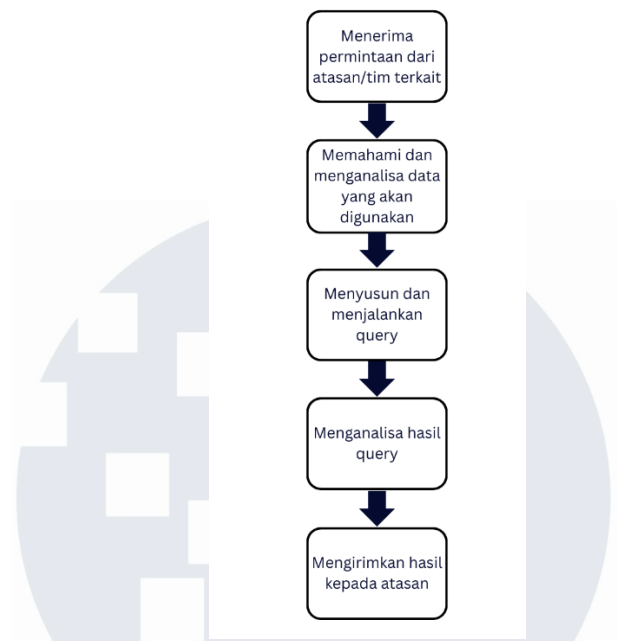 Menerima
permintaan dari
atasan/tim terkait
Memahami dan
menganalisa data
yang akan
digunakan
Menyusun dan
menjalankan
query
Menganalisa hasil
query
Mengirimkan hasil
kepada atasan